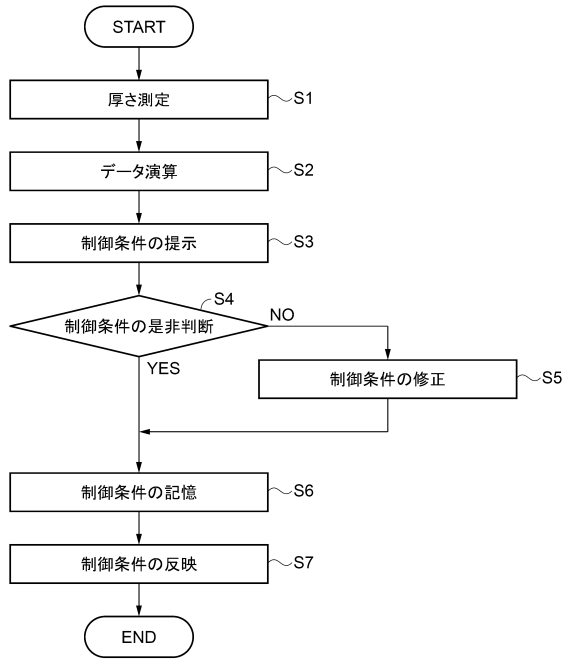 START
厚さ測定
S1
データ演算
S2
制御条件の提示
S3
S4
制御条件の是非判断
NO
YES
制御条件の修正
S5
制御条件の記憶
S6
制御条件の反映
S7
END